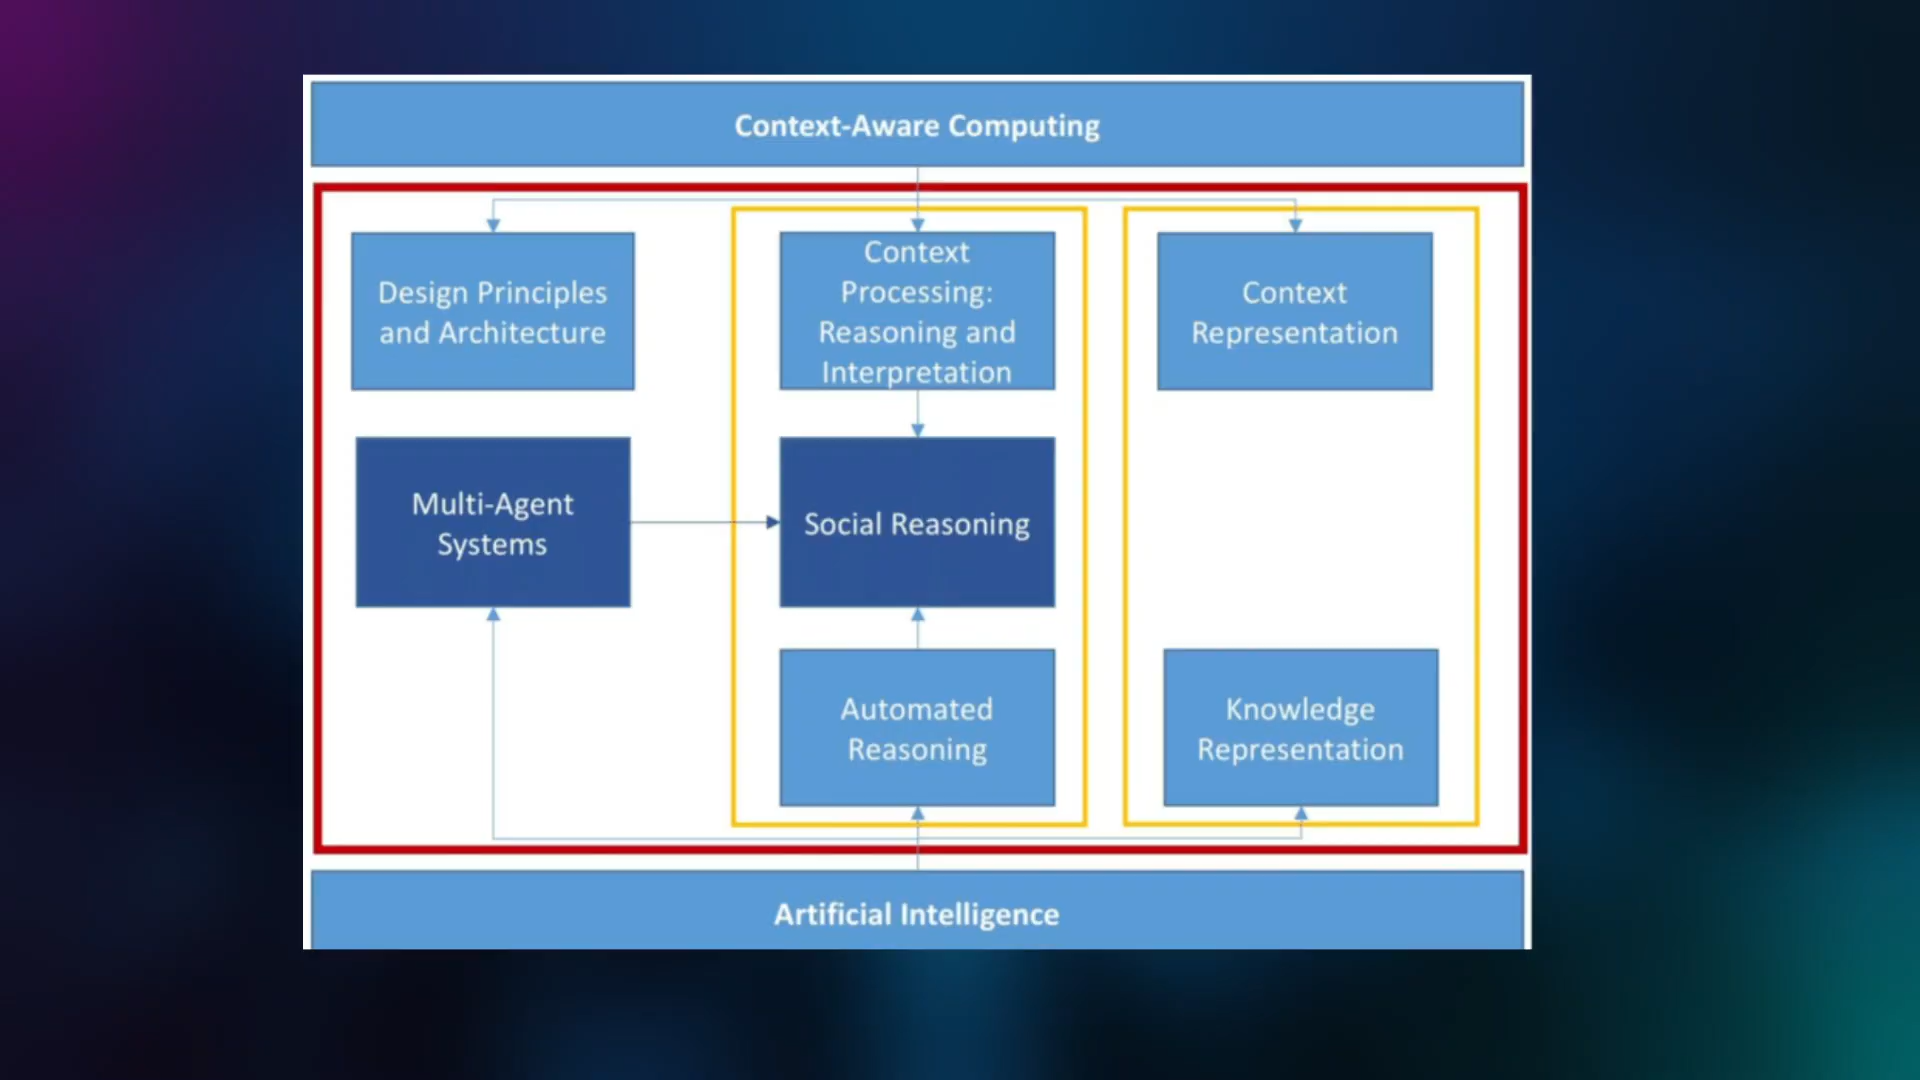 Context-Aware Computing
Design Principles
and Architecture
Context
Processing:
Reasoning and
Interpretation
Context
Representation
Multi-Agent
Systems
Social Reasoning
Automated
Reasoning
Knowledge
Representation
Artificial Intelligence